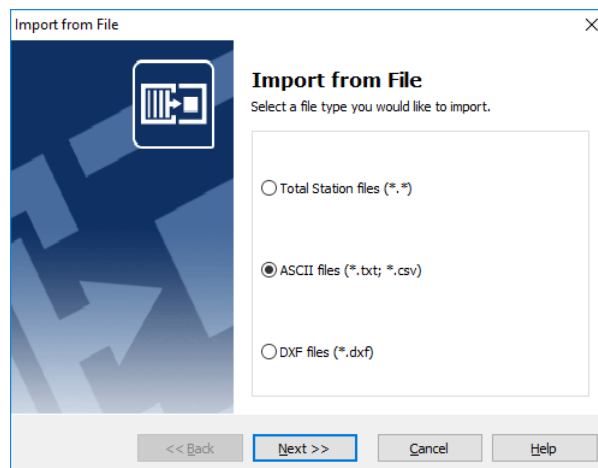 Import from File
Import from File
Select a file type you would like to import.
Total Station files (*.*)
ASCII files (*.txt; *.csv)
DXF files (*.dxf)
<< Back
Next >>
Cancel
Help